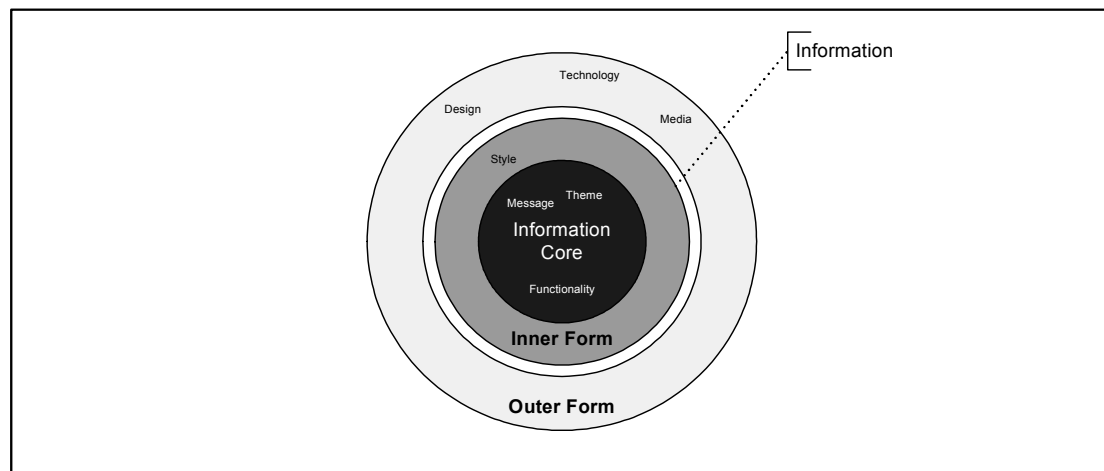 Information
Technology
Design
Media
Style
Theme
Message
Information
Core
Functionality
Inner Form
Outer Form